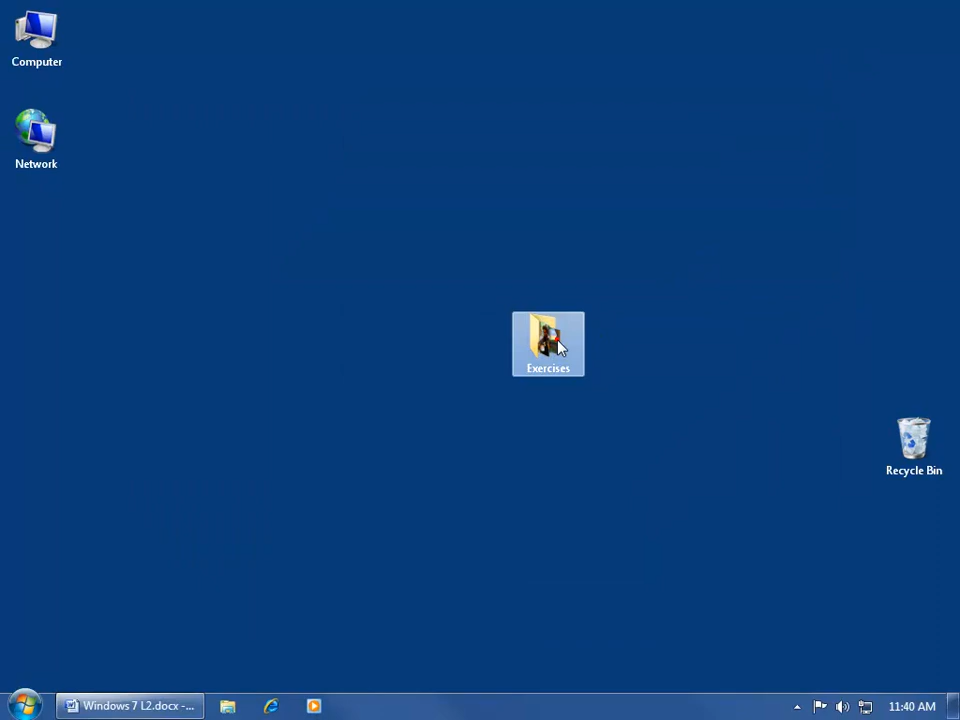 Computer
Network
Exercises
Recycle Bin
Windows 7 L2.docx -...
11:40 AM